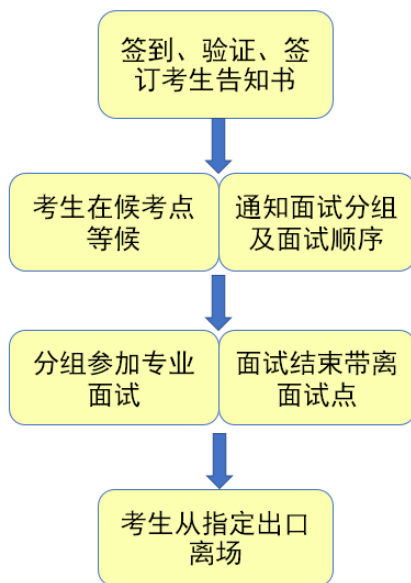 签到、验证、签
订考生告知书
考生在候考点
等候
通知面试分组
及面试顺序
分组参加专业
面试
面试结束带离
面试点
考生从指定出口
离场